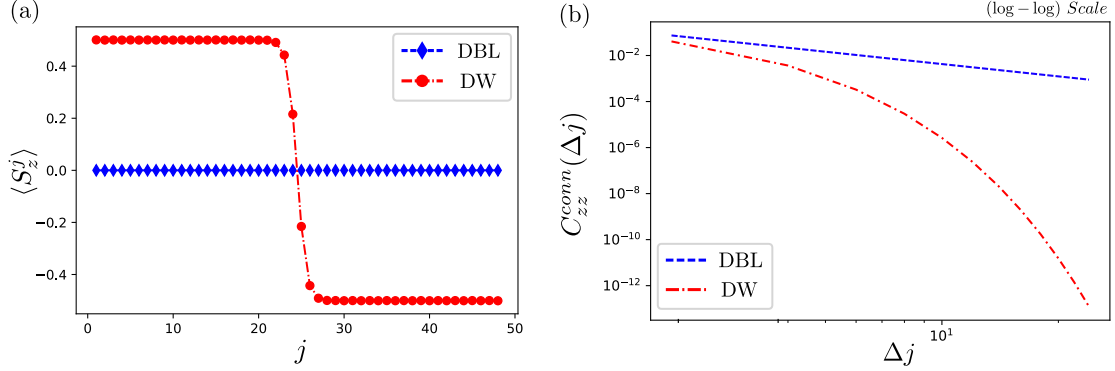 (a)
⟨S_z^j⟩
0.4
0.2
0.0
−0.2
−0.4
DBL
DW
0 10 20 30 40 50
j
(b)
(log − log) Scale
C_{zz}^{conn}(Δj)
10^{−2}
10^{−4}
10^{−6}
10^{−8}
10^{−10}
10^{−12}
DBL
DW
10^1
Δj